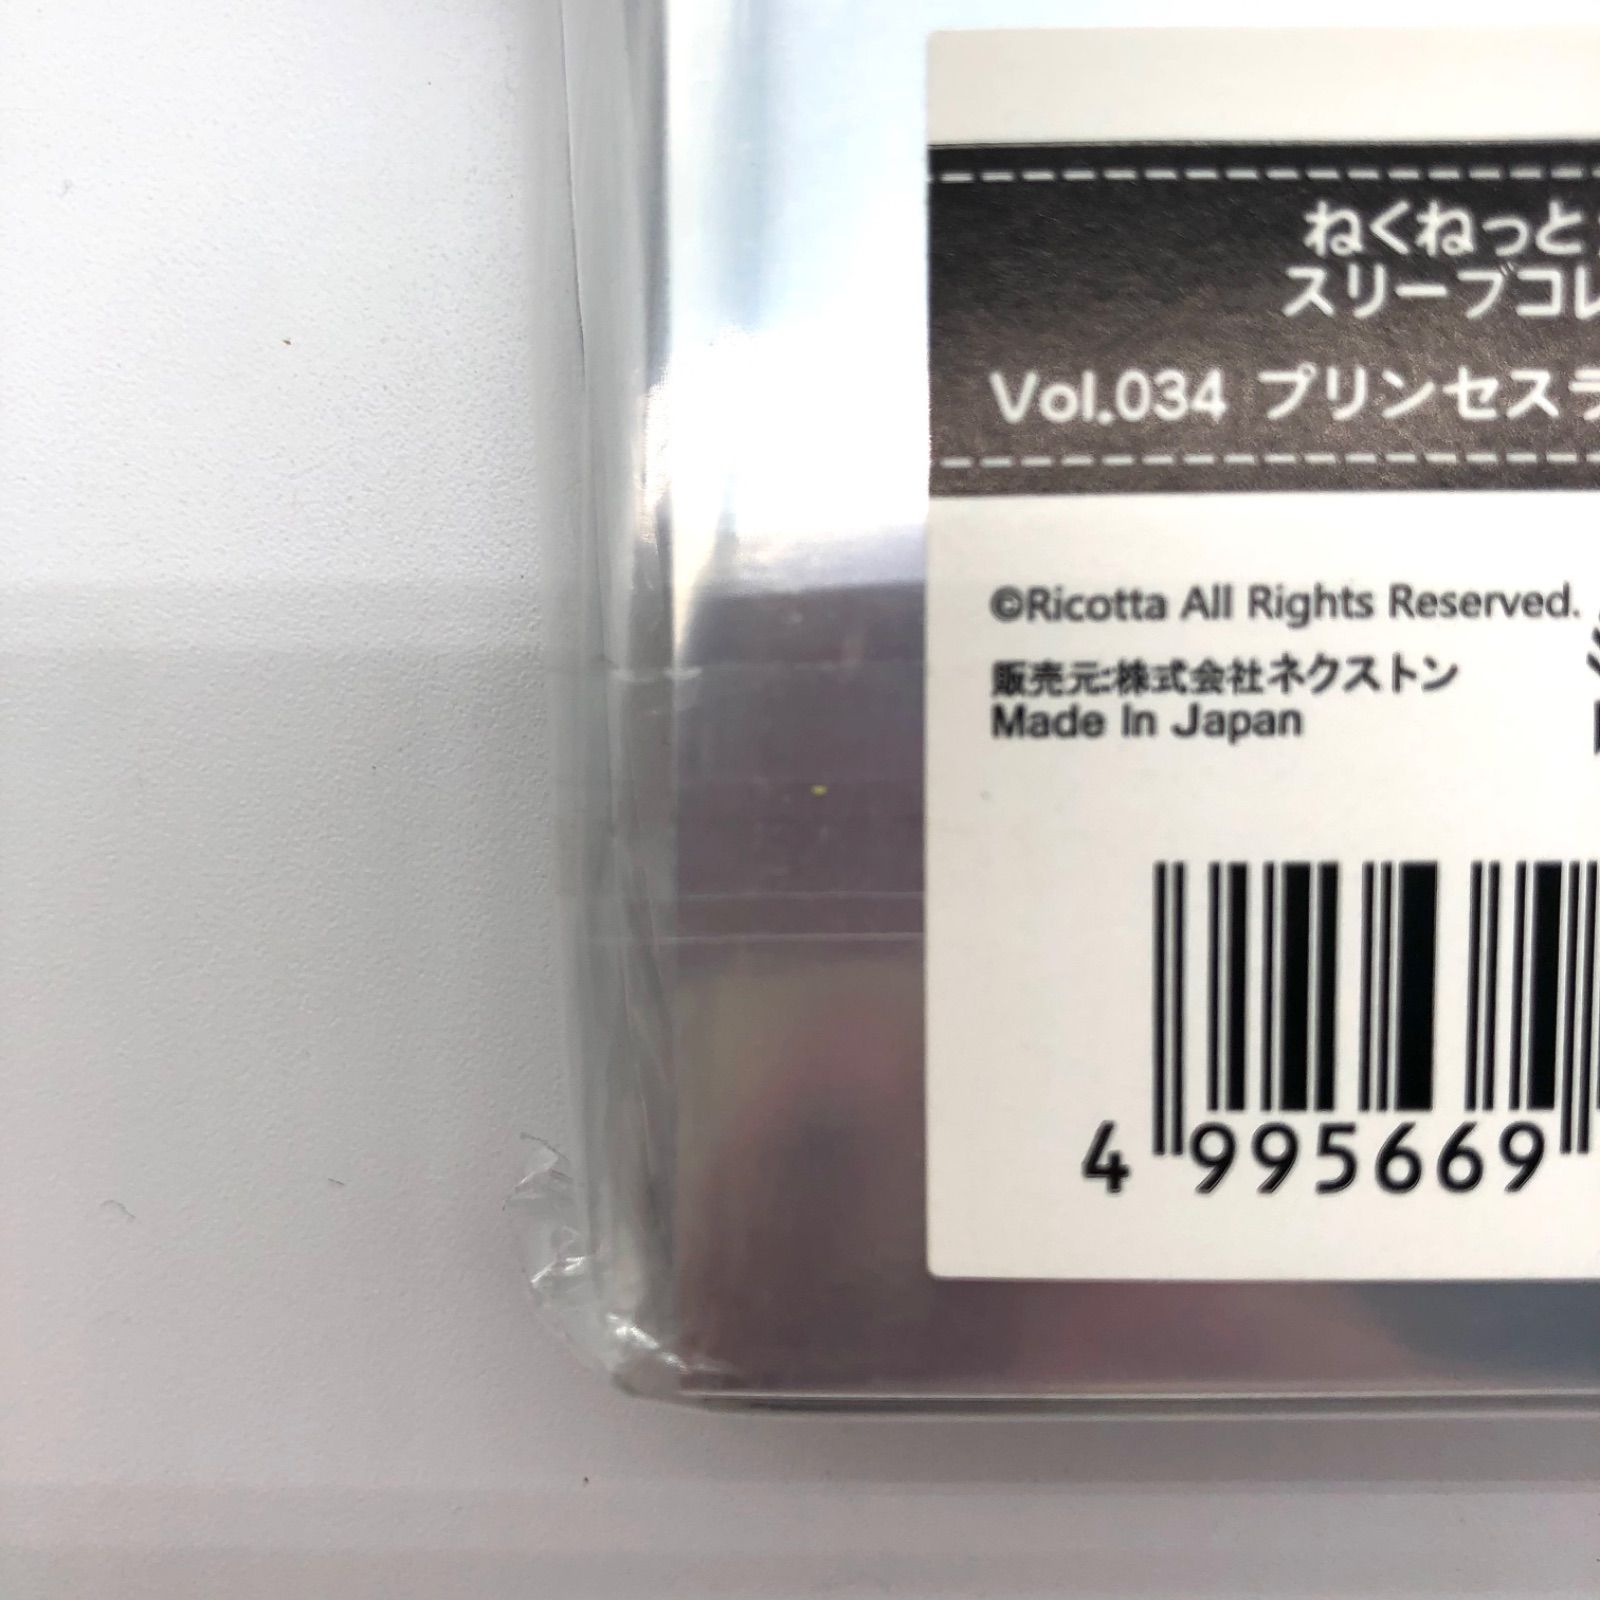 ねくねっと
スリーブコレ
Vol.034 プリンセスラ
©Ricotta All Rights Reserved.
販売元:株式会社ネクストン
Made In Japan
4 995669